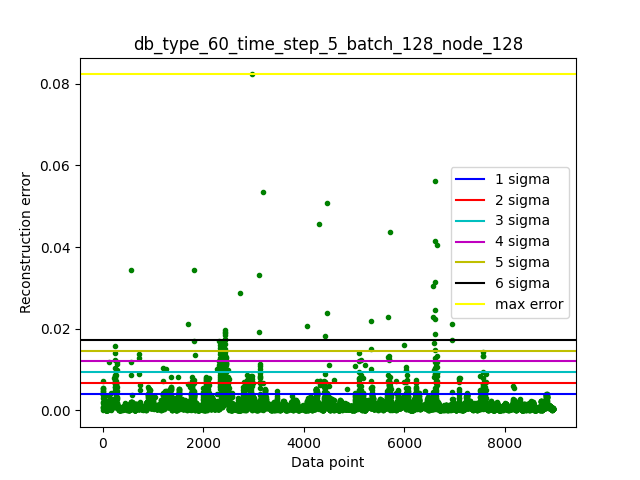 db_type_60_time_step_5_batch_128_node_128
0.08
0.06
0.04
0.02
0.00
Reconstruction error
1 sigma
2 sigma
3 sigma
4 sigma
5 sigma
6 sigma
max error
0 2000 4000 6000 8000
Data point